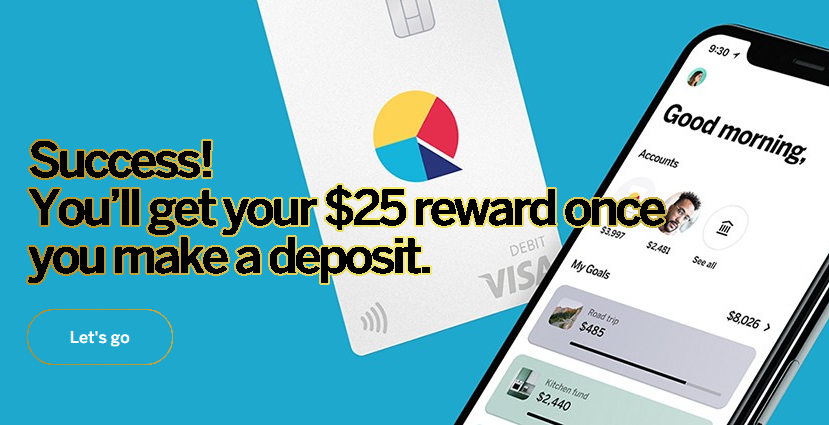 Success!
You'll get your $25 reward once
you make a deposit.
Let's go
DEBIT
VISA
9:30
Good morning,
Accounts
$3,997
$2,481
See all
My Goals
$8,026
Road trip
$485
Kitchen fund
$2,440